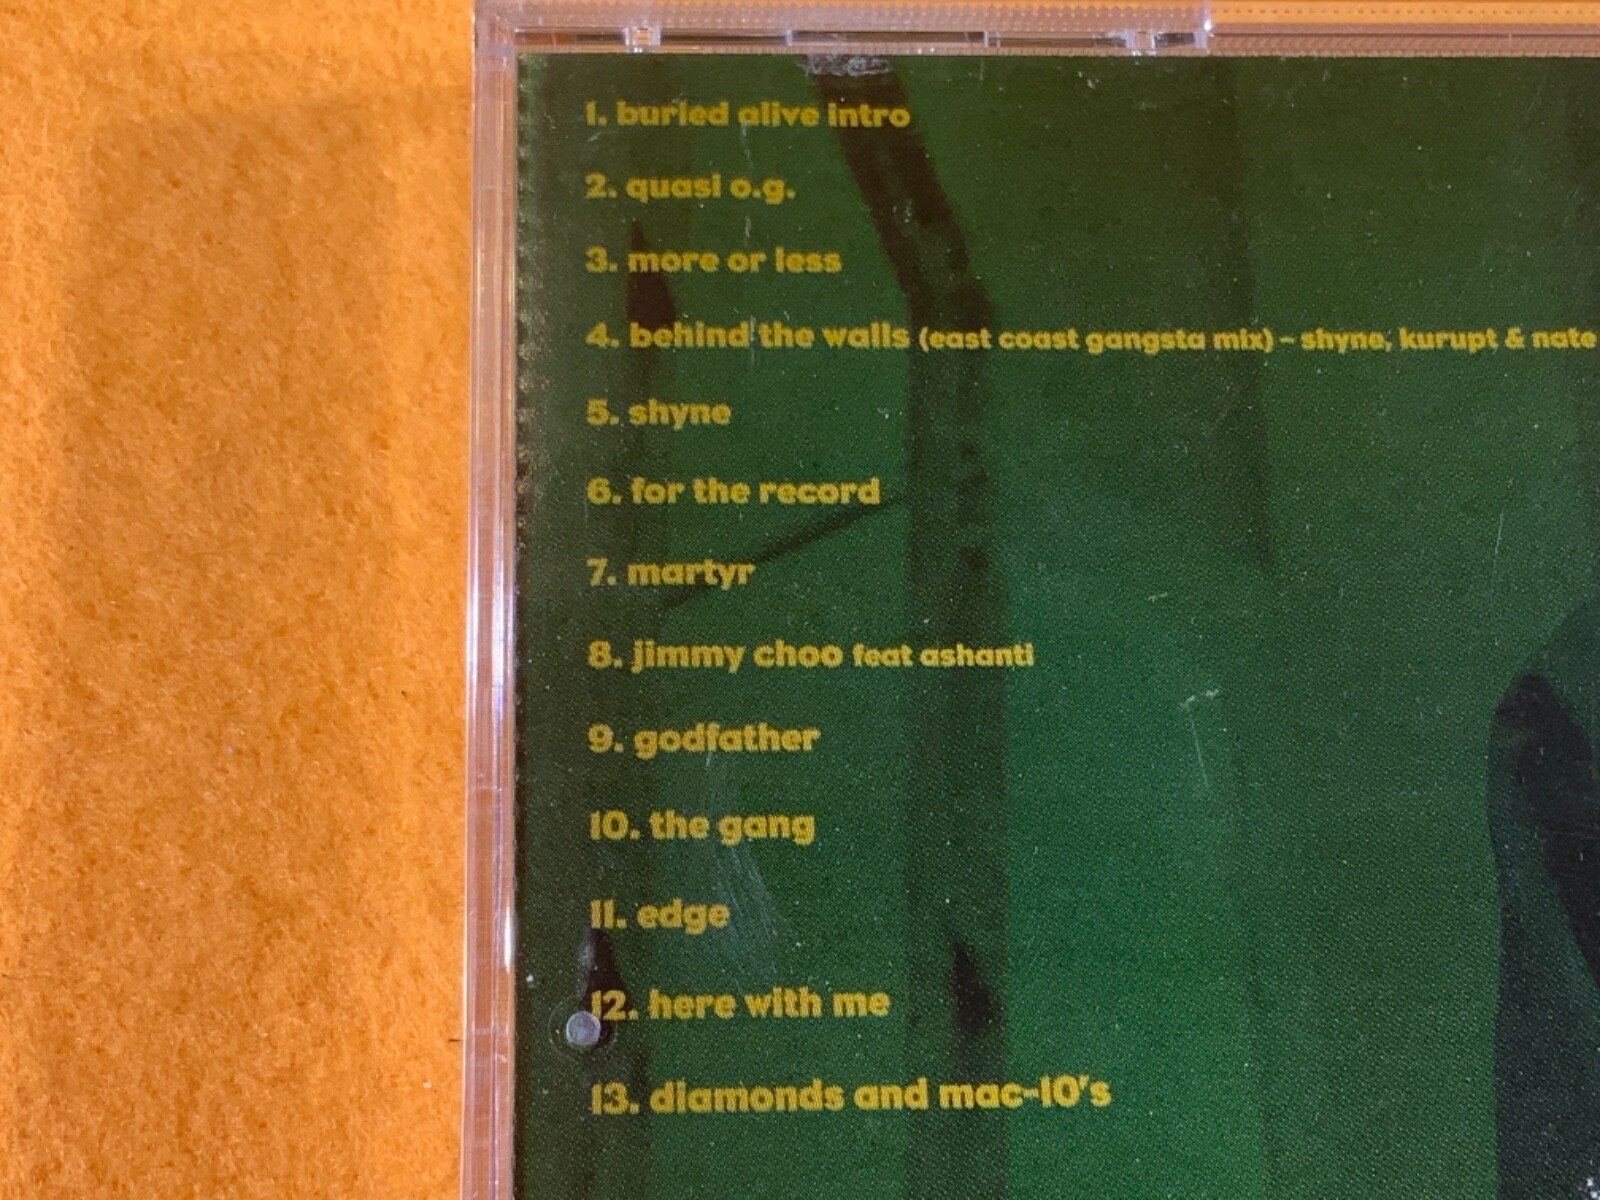 1. buried alive intro
2. quasi o.g.
3. more or less
4. behind the walls (east coast gangsta mix) - shyne, kurupt & nate
5. shyne
6. for the record
7. martyr
8. jimmy choo feat ashanti
9. godfather
10. the gang
11. edge
12. here with me
13. diamonds and mac-10's